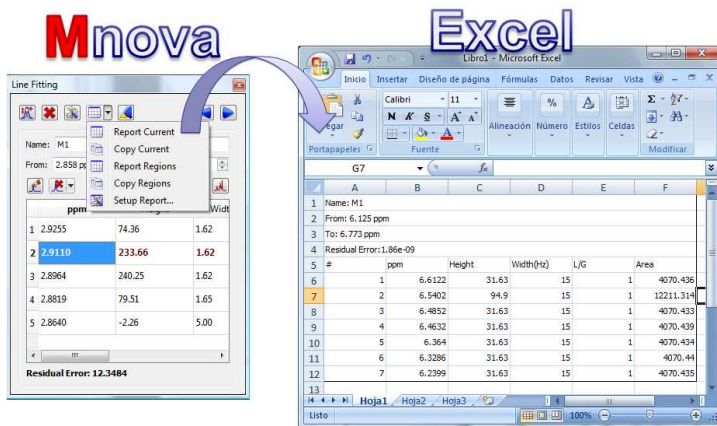 Mnova
Excel
Line Fitting
Report Current
Copy Current
Report Regions
Copy Regions
Setup Report...
Name: M1
From: 2.858 pp
ppm Height Widt
1 2.9255 74.36 1.62
2 2.9110 233.66 1.62
3 2.8964 240.25 1.62
4 2.8819 79.51 1.65
5 2.8640 -2.26 5.00
Residual Error: 12.3484
Libro1 - Microsoft Excel
Inicio Insertar Diseño de página Fórmulas Datos Revisar Vista
Calibri 11
N K S
Pegar Alineación Número Estilos Celdas
Portapapeles Fuente Modificar
G7 fx
A B C D E F
1 Name: M1
2 From: 6.125 ppm
3 To: 6.773 ppm
4 Residual Error:1.86e-09
5 # ppm Height Width(Hz) L/G Area
6 1 6.6122 31.63 15 1 4070.436
7 2 6.5402 94.9 15 1 12211.314
8 3 6.4852 31.63 15 1 4070.433
9 4 6.4632 31.63 15 1 4070.439
10 5 6.364 31.63 15 1 4070.434
11 6 6.3286 31.63 15 1 4070.44
12 7 6.2399 31.63 15 1 4070.435
13
Hoja1 Hoja2 Hoja3
Listo 100%